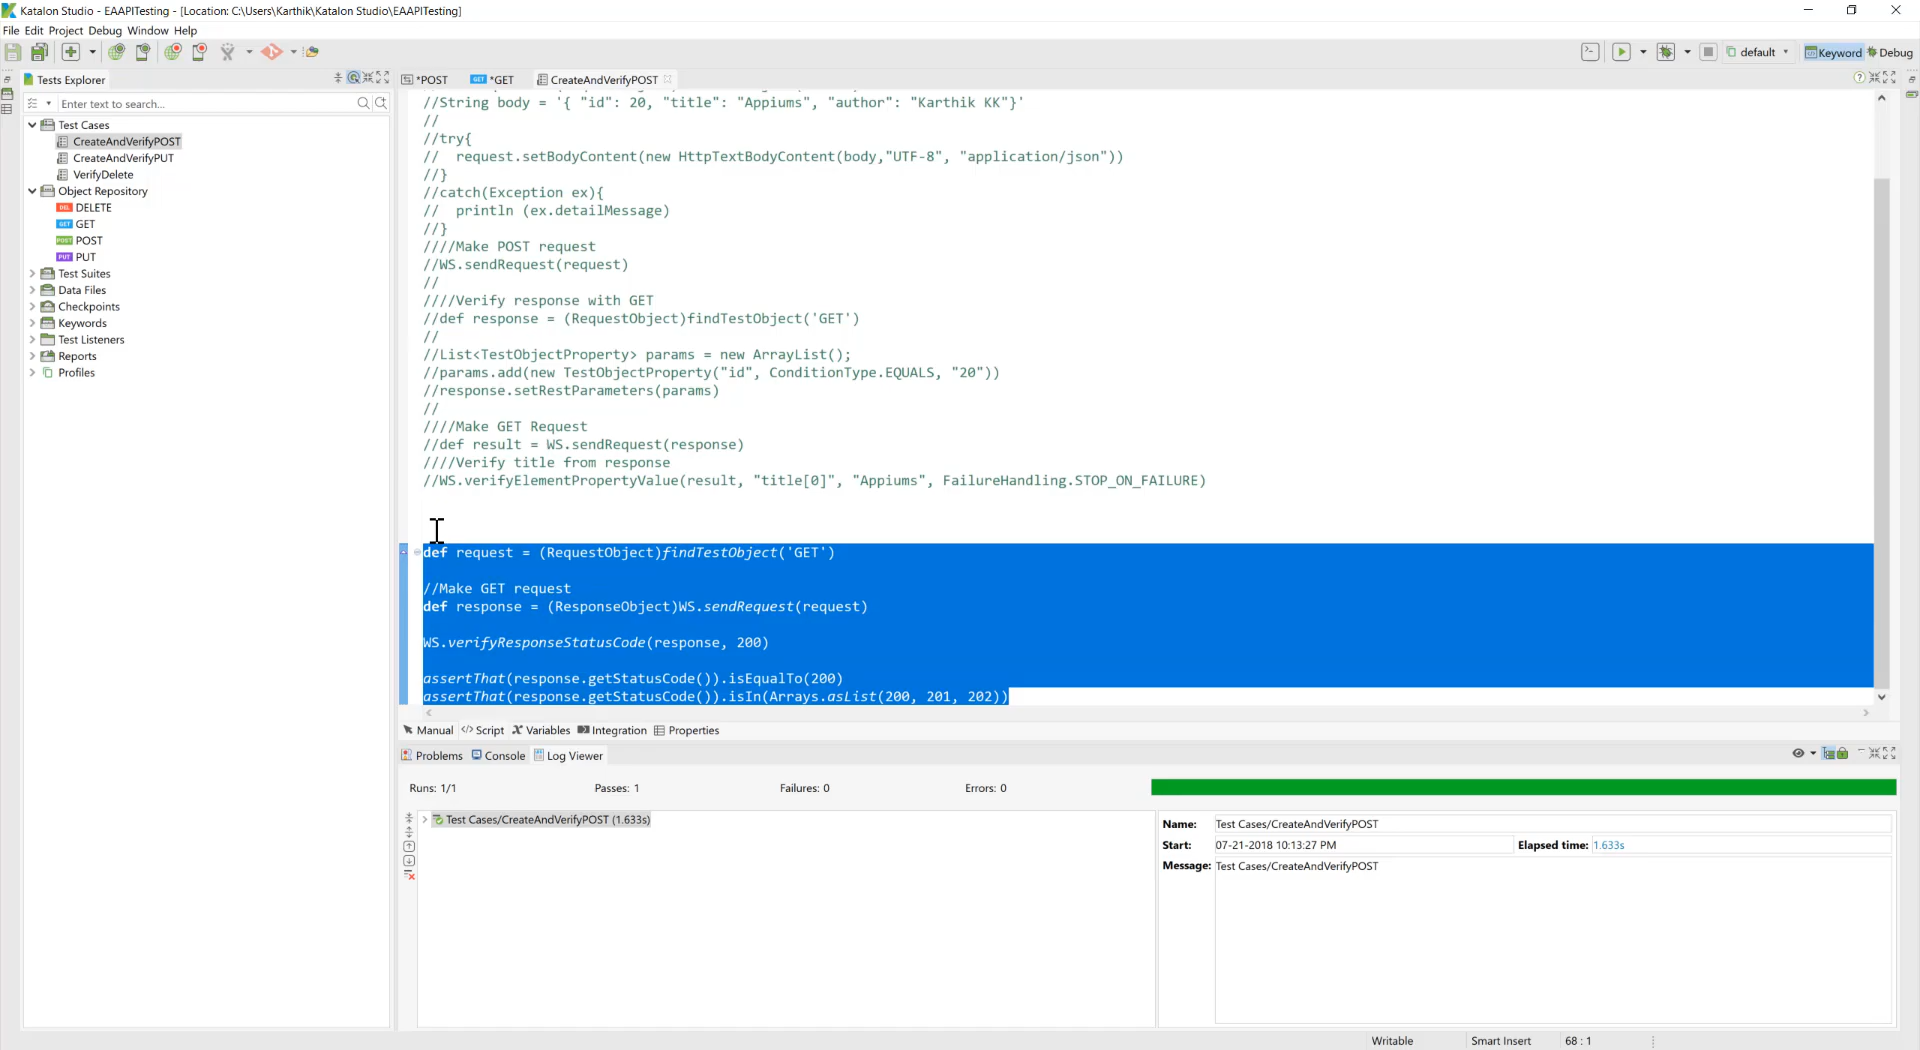 Katalon Studio - EAAPITesting - [Location: C:\Users\Karthik\Katalon Studio\EAAPITesting]
File Edit Project Debug Window Help
default
Keyword
Debug
Tests Explorer
*POST
GET *GET
CreateAndVerifyPOST
Enter text to search...
Test Cases
CreateAndVerifyPOST
CreateAndVerifyPUT
VerifyDelete
Object Repository
DEL DELETE
GET GET
POST POST
PUT PUT
Test Suites
Data Files
Checkpoints
Keywords
Test Listeners
Reports
Profiles
//String body = '{ "id": 20, "title": "Appiums", "author": "Karthik KK"}'
//
//try{
//  request.setBodyContent(new HttpTextBodyContent(body,"UTF-8", "application/json"))
//}
//catch(Exception ex){
//  println (ex.detailMessage)
//}
////Make POST request
//WS.sendRequest(request)
//
////Verify response with GET
//def response = (RequestObject)findTestObject('GET')
//
//List<TestObjectProperty> params = new ArrayList();
//params.add(new TestObjectProperty("id", ConditionType.EQUALS, "20"))
//response.setRestParameters(params)
//
////Make GET Request
//def result = WS.sendRequest(response)
////Verify title from response
//WS.verifyElementPropertyValue(result, "title[0]", "Appiums", FailureHandling.STOP_ON_FAILURE)
def request = (RequestObject)findTestObject('GET')
//Make GET request
def response = (ResponseObject)WS.sendRequest(request)
WS.verifyResponseStatusCode(response, 200)
assertThat(response.getStatusCode()).isEqualTo(200)
assertThat(response.getStatusCode()).isIn(Arrays.asList(200, 201, 202))
Manual
Script
Variables
Integration
Properties
Problems
Console
Log Viewer
Runs: 1/1
Passes: 1
Failures: 0
Errors: 0
Test Cases/CreateAndVerifyPOST (1.633s)
Name: Test Cases/CreateAndVerifyPOST
Start: 07-21-2018 10:13:27 PM
Elapsed time: 1.633s
Message: Test Cases/CreateAndVerifyPOST
Writable
Smart Insert
68 : 1